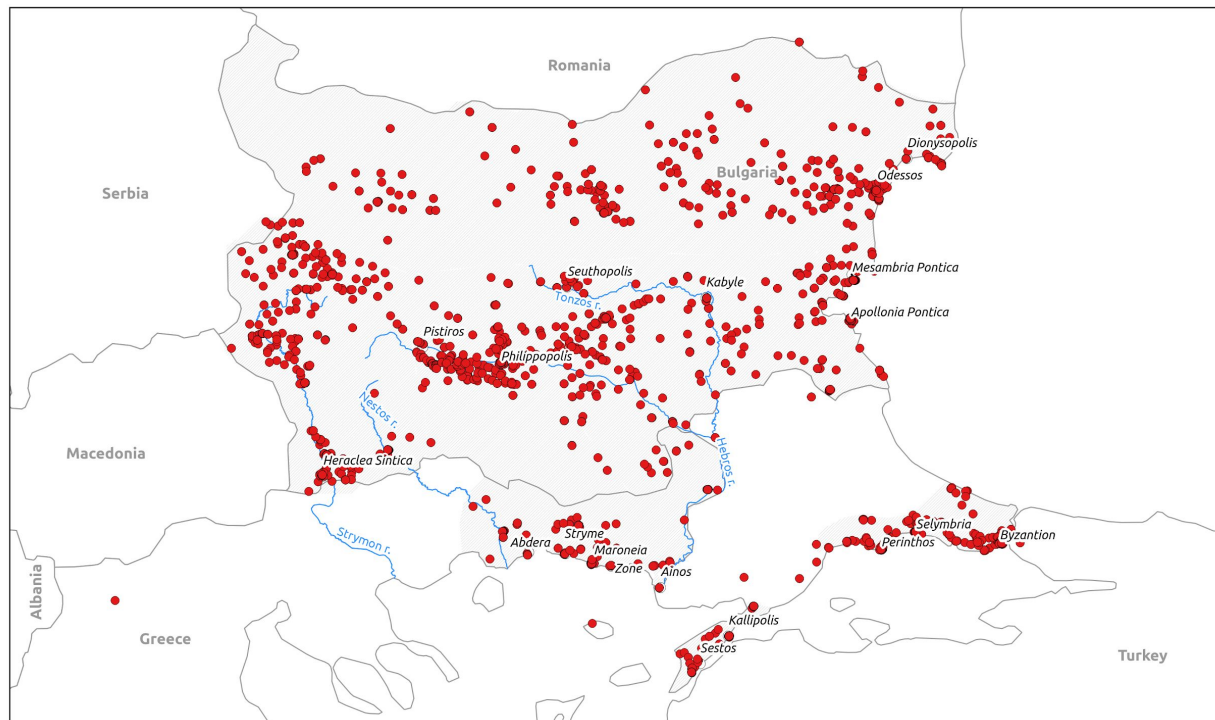 Romania
Dionysopolis
Bulgaria
Odessos
Serbia
Mesambria Pontica
Seuthopolis
Kabyle
Tonzos r.
Apollonia Pontica
Pistiros
Philippopolis
Nestos r.
Macedonia
Heraclea Sintica
Hebros r.
Strymon r.
Stryme
Abdera
Maroneia
Zone
Ainos
Selymbria
Perinthos
Byzantion
Albania
Greece
Kallipolis
Sestos
Turkey